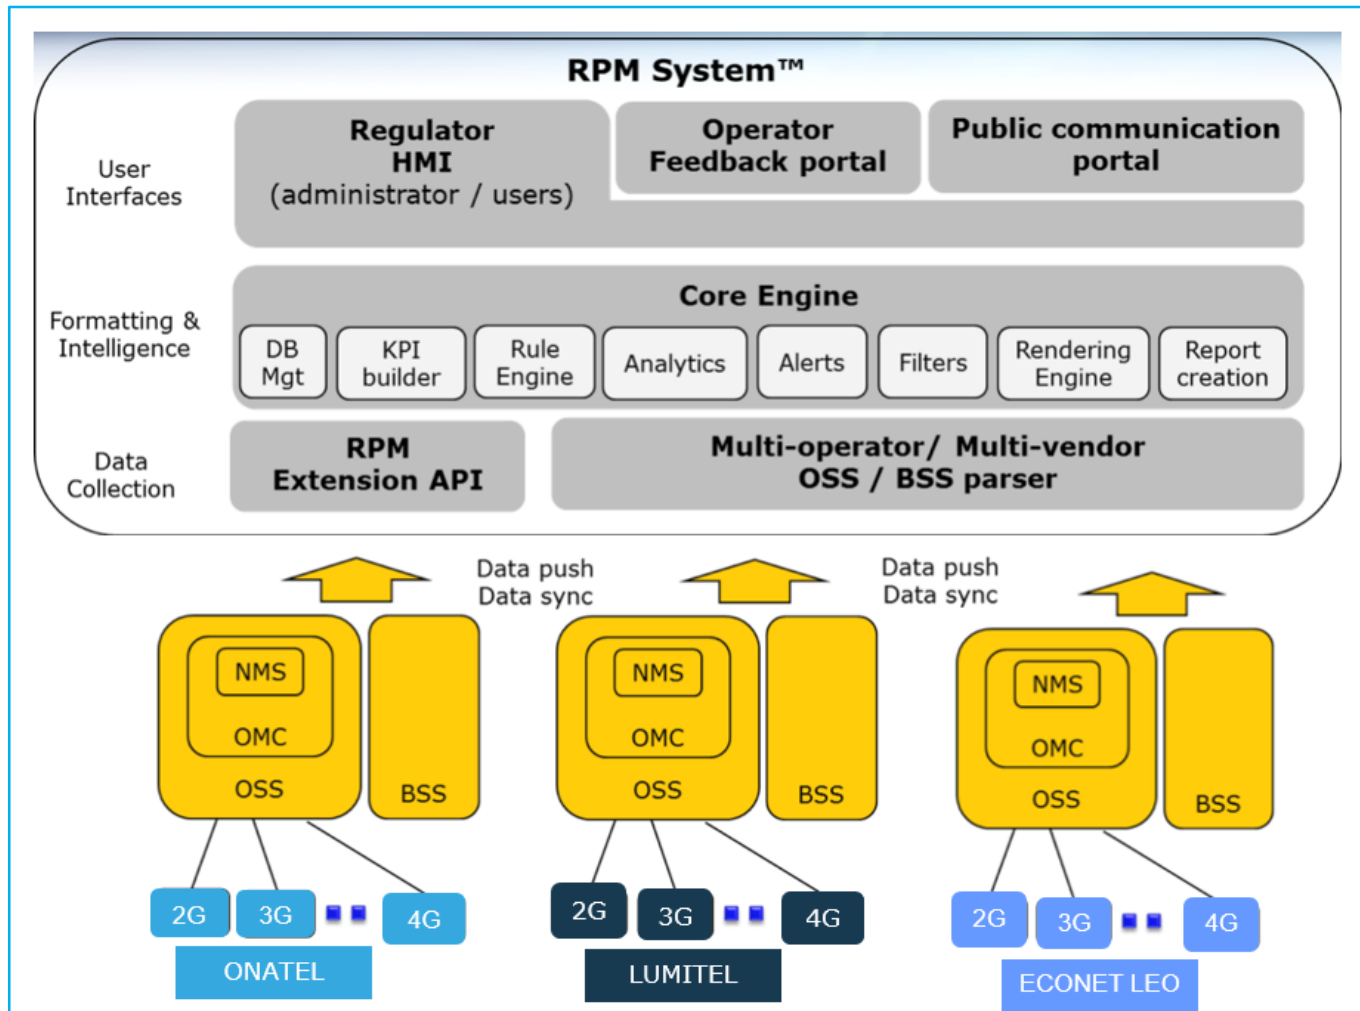 RPM System™
User
Interfaces
Regulator
HMI
(administrator / users)
Operator
Feedback portal
Public communication
portal
Formatting &
Intelligence
Core Engine
DB
Mgt
KPI
builder
Rule
Engine
Analytics
Alerts
Filters
Rendering
Engine
Report
creation
Data
Collection
RPM
Extension API
Multi-operator/ Multi-vendor
OSS / BSS parser
Data push
Data sync
Data push
Data sync
NMS
OMC
OSS
BSS
NMS
OMC
OSS
BSS
NMS
OMC
OSS
BSS
2G
3G
4G
ONATEL
2G
3G
4G
LUMITEL
2G
3G
4G
ECONET LEO